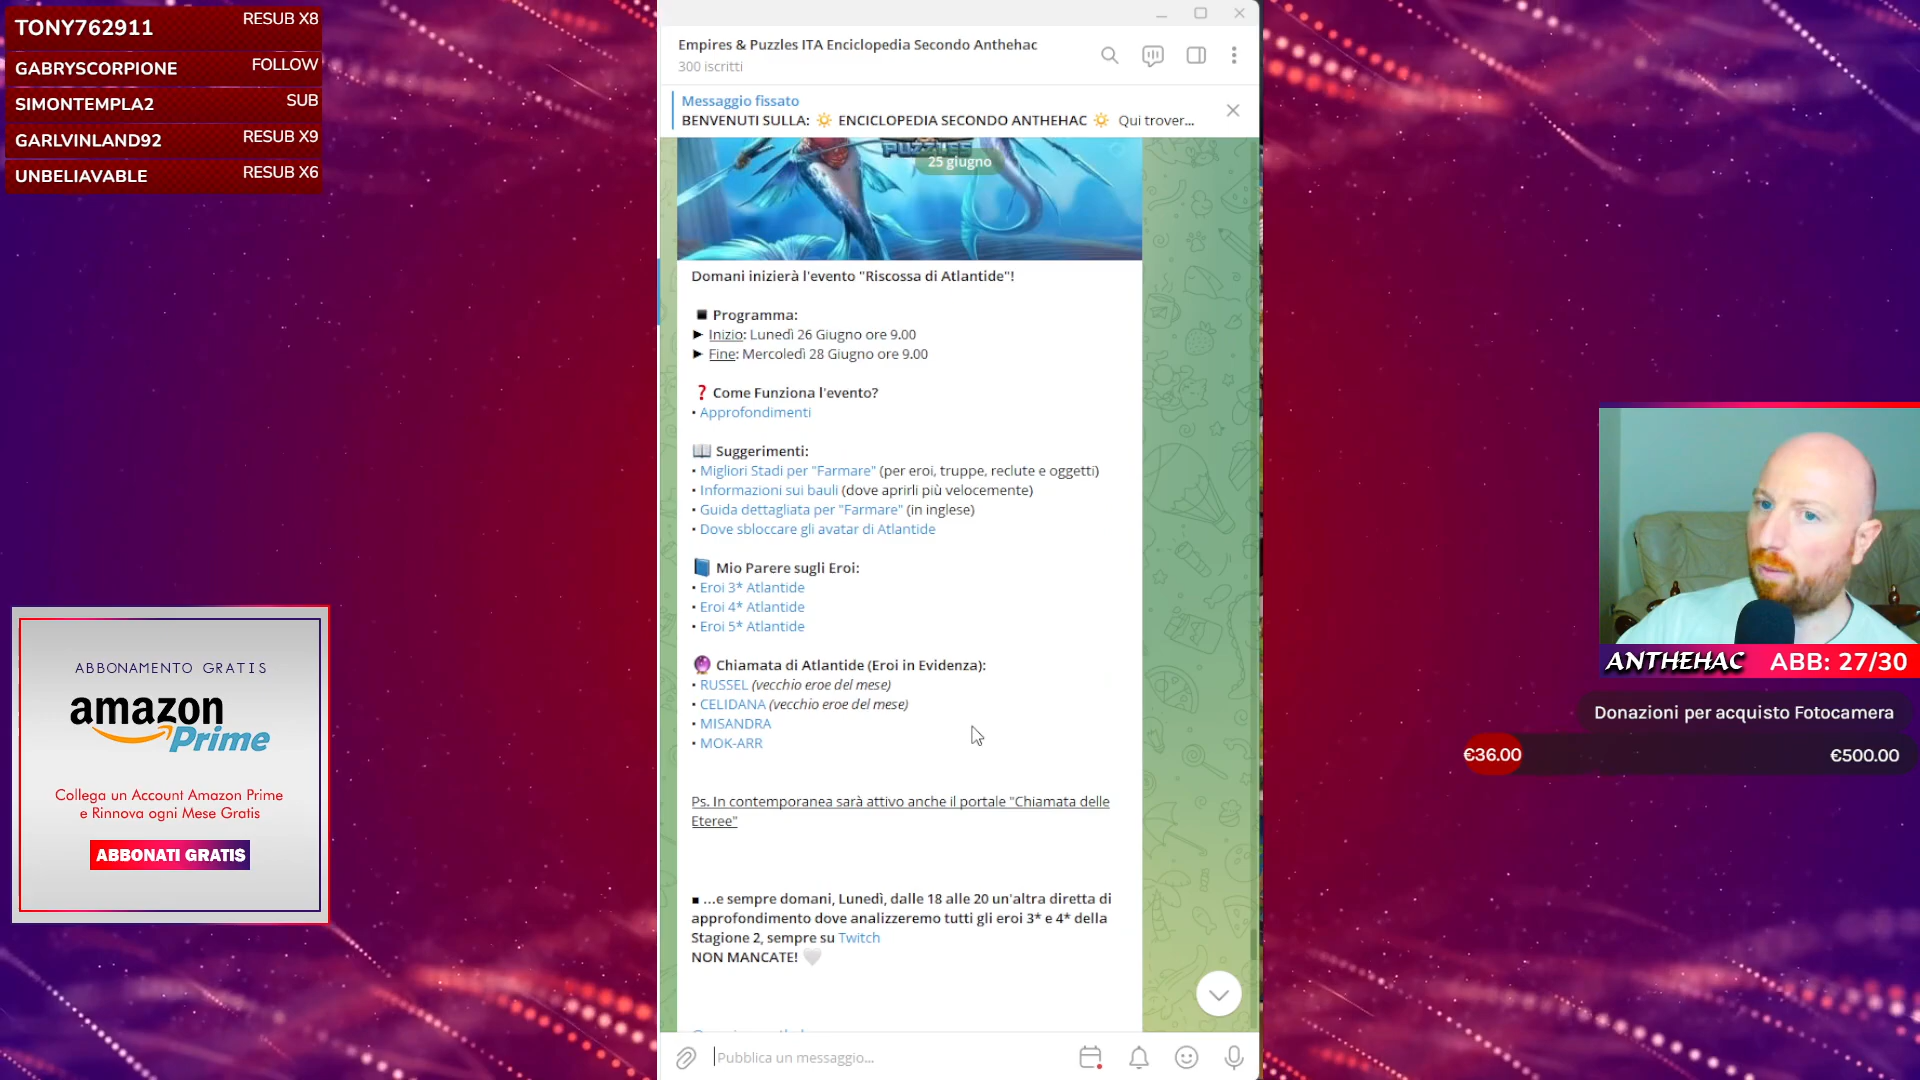 TONY762911 RESUB X8
GABRYSCORPIONE FOLLOW
SIMONTEMPLA2 SUB
GARLVINLAND92 RESUB X9
UNBELIAVABLE RESUB X6
ABBONAMENTO GRATIS
amazon
Prime
Collega un Account Amazon Prime
e Rinnova ogni Mese Gratis
ABBONATI GRATIS
Empires & Puzzles ITA Enciclopedia Secondo Anthehac
300 iscritti
Messaggio fissato
BENVENUTI SULLA: ☀️ ENCICLOPEDIA SECONDO ANTHEHAC ☀️ Qui trover...
PUZZLES
25 giugno
Domani inizierà l'evento "Riscossa di Atlantide"!
◾ Programma:
► Inizio: Lunedì 26 Giugno ore 9.00
► Fine: Mercoledì 28 Giugno ore 9.00
❓ Come Funziona l'evento?
• Approfondimenti
📖 Suggerimenti:
• Migliori Stadi per "Farmare" (per eroi, truppe, reclute e oggetti)
• Informazioni sui bauli (dove aprirli più velocemente)
• Guida dettagliata per "Farmare" (in inglese)
• Dove sbloccare gli avatar di Atlantide
📘 Mio Parere sugli Eroi:
• Eroi 3* Atlantide
• Eroi 4* Atlantide
• Eroi 5* Atlantide
🔮 Chiamata di Atlantide (Eroi in Evidenza):
• RUSSEL (vecchio eroe del mese)
• CELIDANA (vecchio eroe del mese)
• MISANDRA
• MOK-ARR
Ps. In contemporanea sarà attivo anche il portale "Chiamata delle
Eteree"
▪ ...e sempre domani, Lunedì, dalle 18 alle 20 un'altra diretta di
approfondimento dove analizzeremo tutti gli eroi 3* e 4* della
Stagione 2, sempre su Twitch
NON MANCATE! 🤍
Pubblica un messaggio...
ANTHEHAC ABB: 27/30
Donazioni per acquisto Fotocamera
€36.00 €500.00